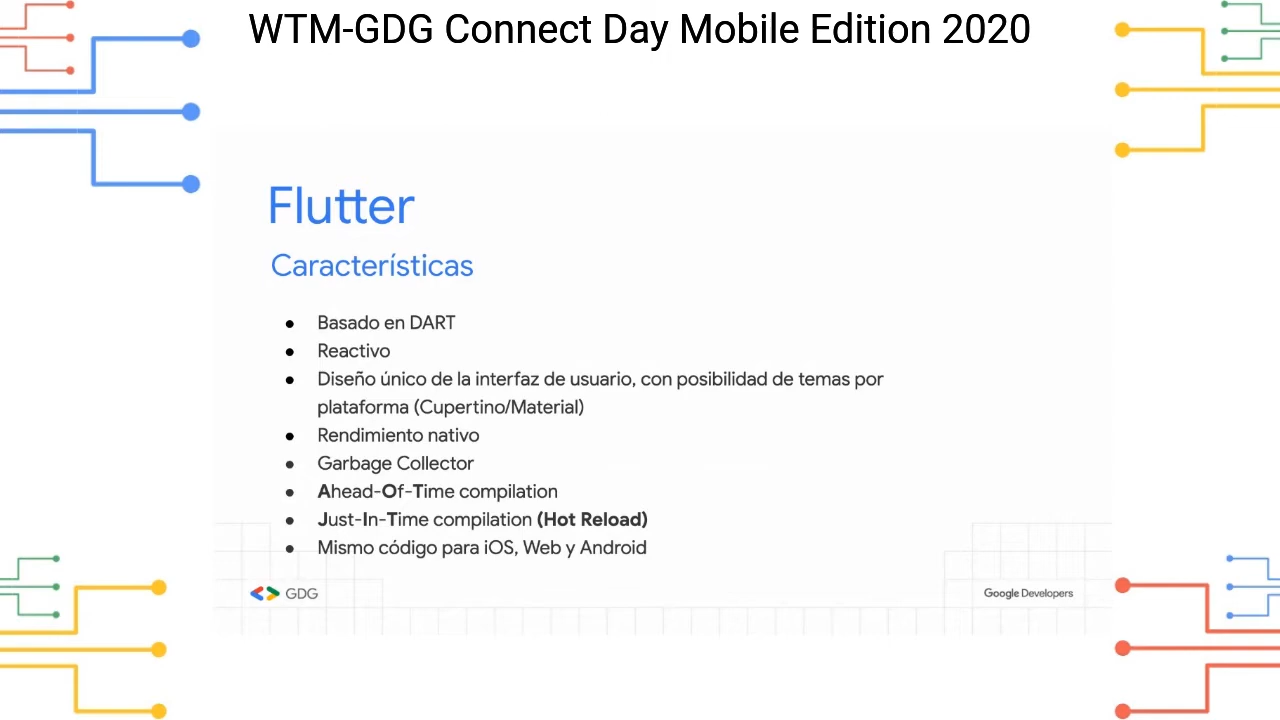 WTM-GDG Connect Day Mobile Edition 2020
Flutter
Características
● Basado en DART
● Reactivo
● Diseño único de la interfaz de usuario, con posibilidad de temas por
plataforma (Cupertino/Material)
● Rendimiento nativo
● Garbage Collector
● Ahead-Of-Time compilation
● Just-In-Time compilation (Hot Reload)
● Mismo código para iOS, Web y Android
GDG
Google Developers